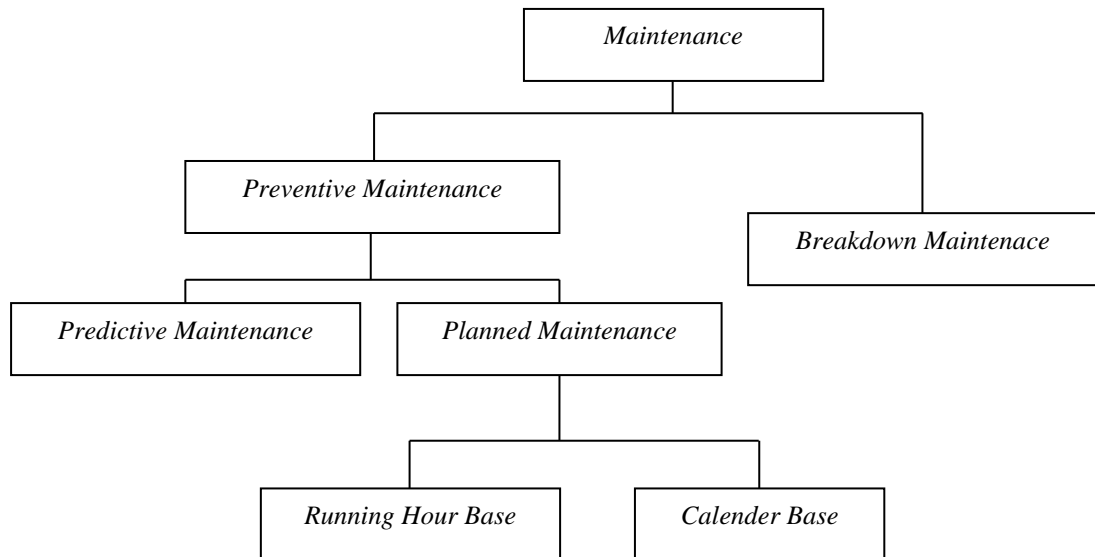 Maintenance
Preventive Maintenance
Breakdown Maintenace
Predictive Maintenance
Planned Maintenance
Running Hour Base
Calender Base